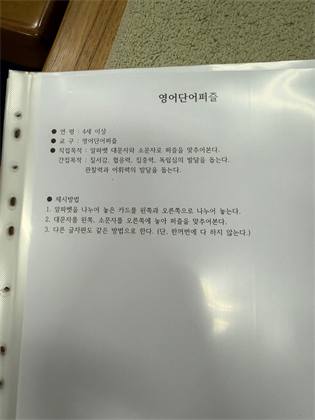 영어단어퍼즐
● 연 령 : 4세 이상
● 교 구 : 영어단어퍼즐
● 직접목적 : 알파벳 대문자와 소문자로 퍼즐을 맞추어본다.
간접목적 : 질서감, 협응력, 집중력, 독립심의 발달을 돕는다.
관찰력과 어휘력의 발달을 돕는다.
● 제시방법
1. 알파벳을 나누어 놓은 카드를 왼쪽과 오른쪽으로 나누어 놓는다.
2. 대문자를 왼쪽, 소문자를 오른쪽에 놓아 퍼즐을 맞추어본다.
3. 다른 글자판도 같은 방법으로 한다. (단, 한꺼번에 다 하지 않는다.)